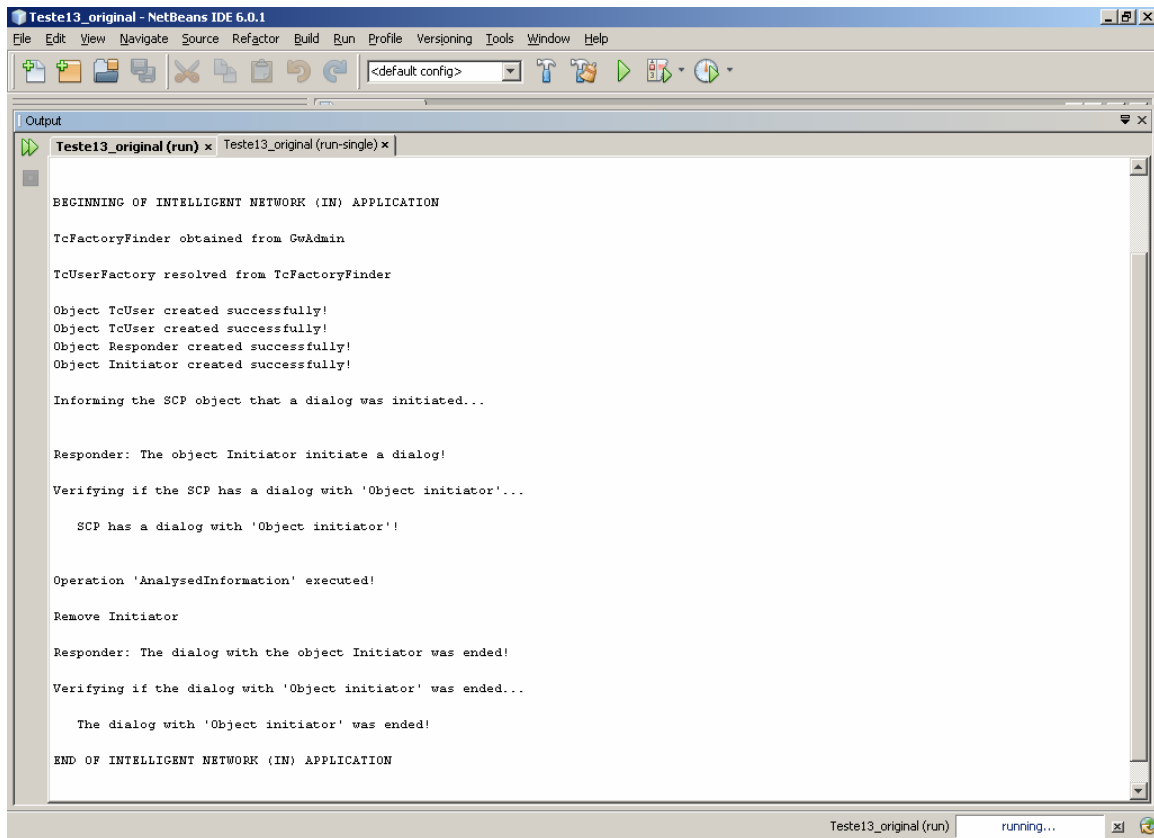 Teste13_original - NetBeans IDE 6.0.1
File Edit View Navigate Source Refactor Build Run Profile Versioning Tools Window Help
<default config>
Output
Teste13_original (run) x Teste13_original (run-single) x
BEGINNING OF INTELLIGENT NETWORK (IN) APPLICATION
TcFactoryFinder obtained from GwAdmin
TcUserFactory resolved from TcFactoryFinder
Object TcUser created successfully!
Object TcUser created successfully!
Object Responder created successfully!
Object Initiator created successfully!
Informing the SCP object that a dialog was initiated...
Responder: The object Initiator initiate a dialog!
Verifying if the SCP has a dialog with 'Object initiator'...
SCP has a dialog with 'Object initiator'!
Operation 'AnalysedInformation' executed!
Remove Initiator
Responder: The dialog with the object Initiator was ended!
Verifying if the dialog with 'Object initiator' was ended...
The dialog with 'Object initiator' was ended!
END OF INTELLIGENT NETWORK (IN) APPLICATION
Teste13_original (run) running...